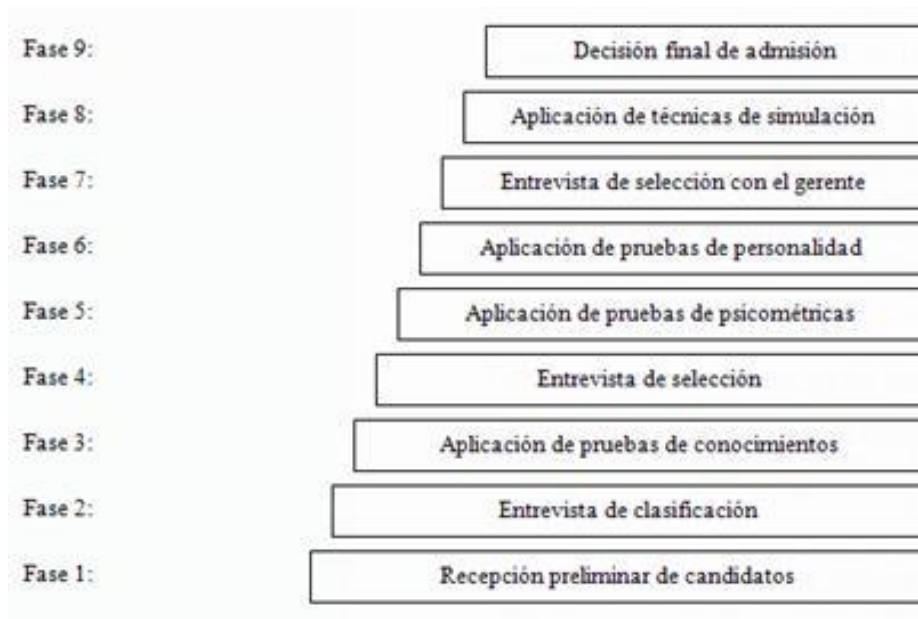 Fase 9: Decisión final de admisión
Fase 8: Aplicación de técnicas de simulación
Fase 7: Entrevista de selección con el gerente
Fase 6: Aplicación de pruebas de personalidad
Fase 5: Aplicación de pruebas de psicométricas
Fase 4: Entrevista de selección
Fase 3: Aplicación de pruebas de conocimientos
Fase 2: Entrevista de clasificación
Fase 1: Recepción preliminar de candidatos